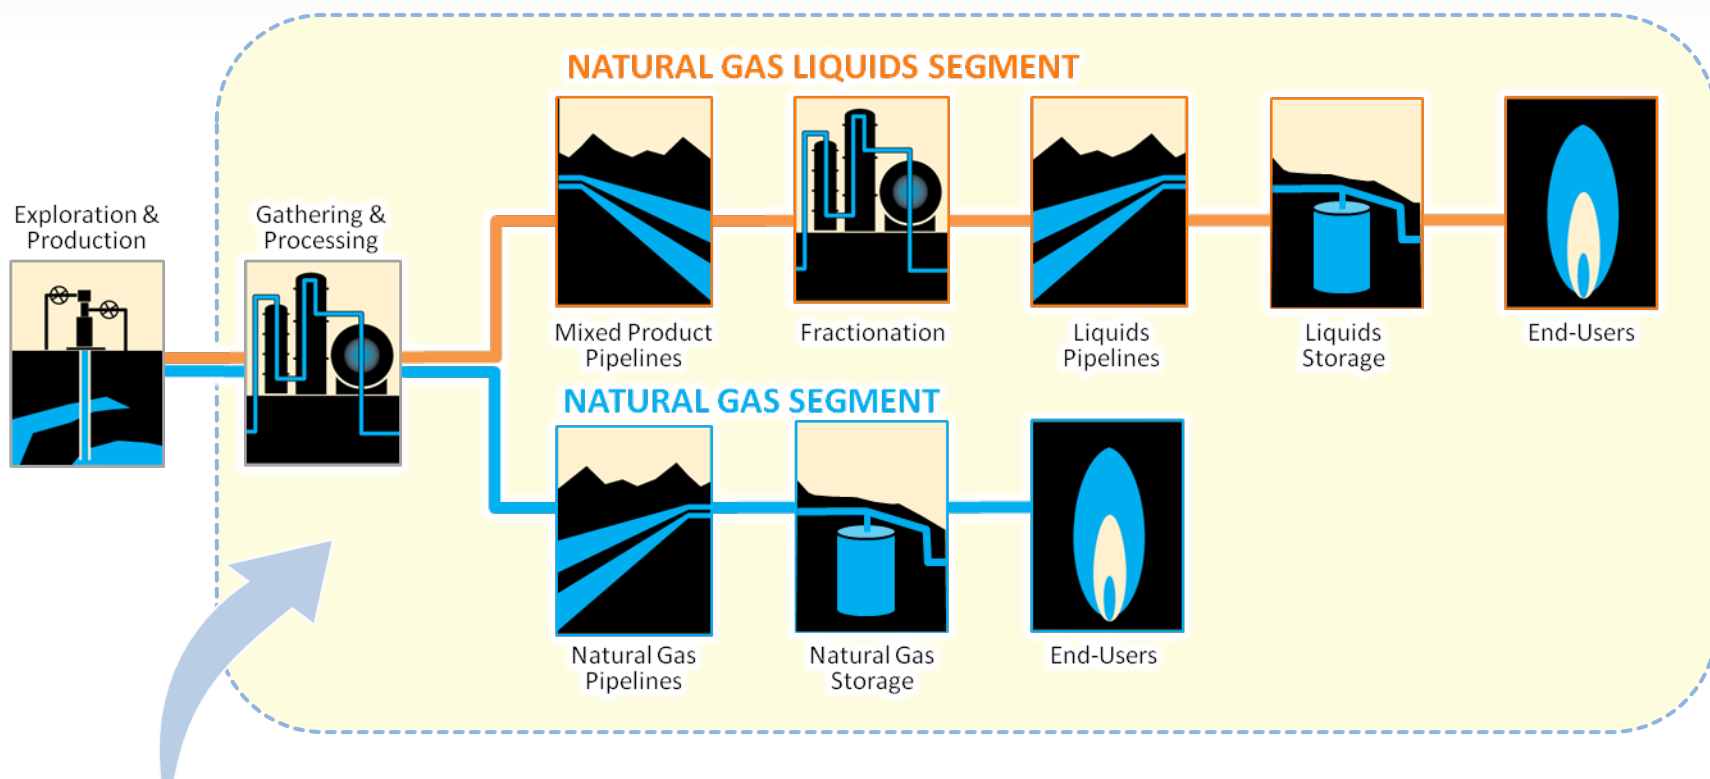 NATURAL GAS LIQUIDS SEGMENT
Exploration &
Production
Gathering &
Processing
Mixed Product
Pipelines
Fractionation
Liquids
Pipelines
Liquids
Storage
End-Users
NATURAL GAS SEGMENT
Natural Gas
Pipelines
Natural Gas
Storage
End-Users